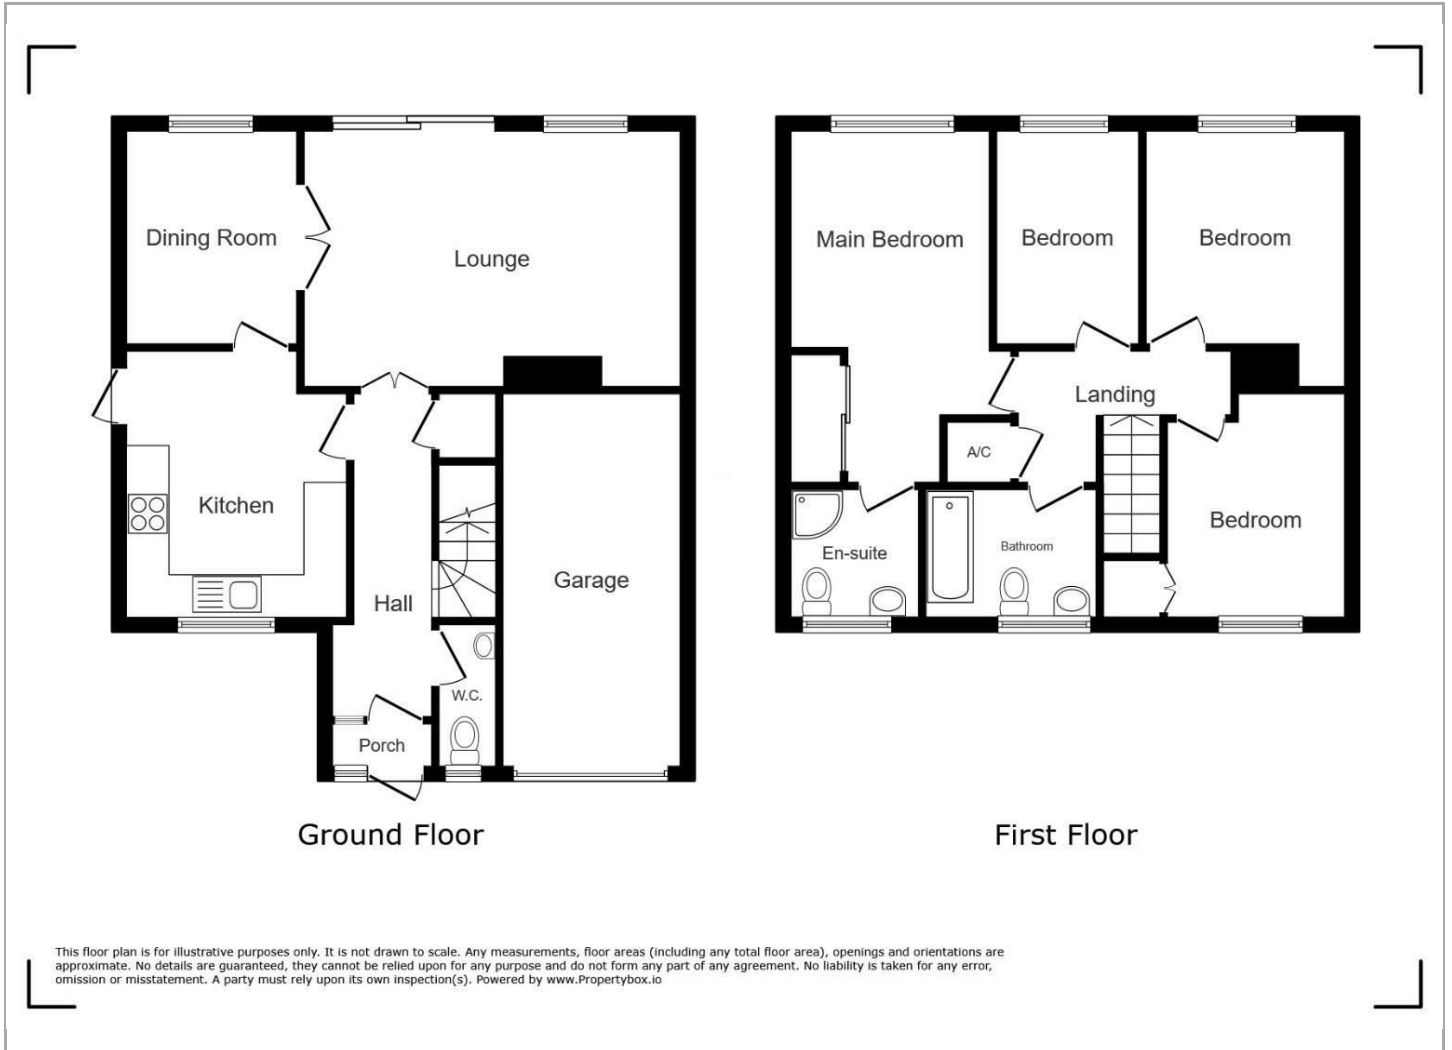 Dining Room
Lounge
Kitchen
Hall
Garage
W.C.
Porch
Ground Floor
Main Bedroom
Bedroom
Bedroom
Landing
A/C
Bedroom
En-suite
Bathroom
First Floor
This floor plan is for illustrative purposes only. It is not drawn to scale. Any measurements, floor areas (including any total floor area), openings and orientations are
approximate. No details are guaranteed, they cannot be relied upon for any purpose and do not form any part of any agreement. No liability is taken for any error,
omission or misstatement. A party must rely upon its own inspection(s). Powered by www.Propertybox.io